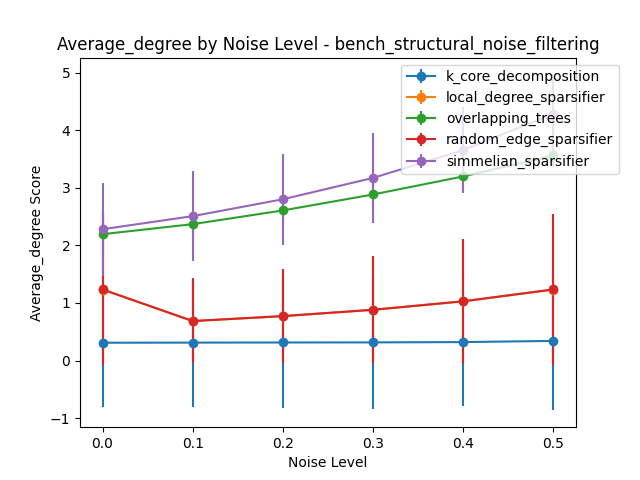 Average_degree by Noise Level - bench_structural_noise_filtering
k_core_decomposition
local_degree_sparsifier
overlapping_trees
random_edge_sparsifier
simmelian_sparsifier
Average_degree Score
5
4
3
2
1
0
−1
0.0 0.1 0.2 0.3 0.4 0.5
Noise Level